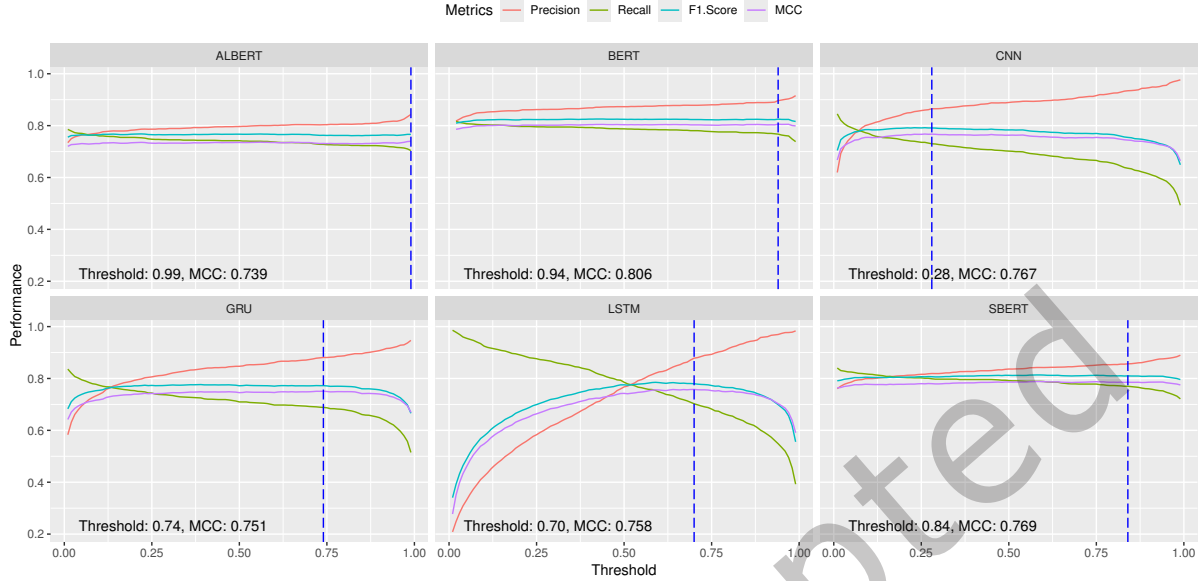 Metrics Precision Recall F1.Score MCC
ALBERT BERT CNN
1.0
0.8
0.6
0.4
0.2
Threshold: 0.99, MCC: 0.739 Threshold: 0.94, MCC: 0.806 Threshold: 0.28, MCC: 0.767
Performance
GRU LSTM SBERT
1.0
0.8
0.6
0.4
0.2
Threshold: 0.74, MCC: 0.751 Threshold: 0.70, MCC: 0.758 Threshold: 0.84, MCC: 0.769
0.00 0.25 0.50 0.75 1.00 0.00 0.25 0.50 0.75 1.00 0.00 0.25 0.50 0.75 1.00
Threshold
pted